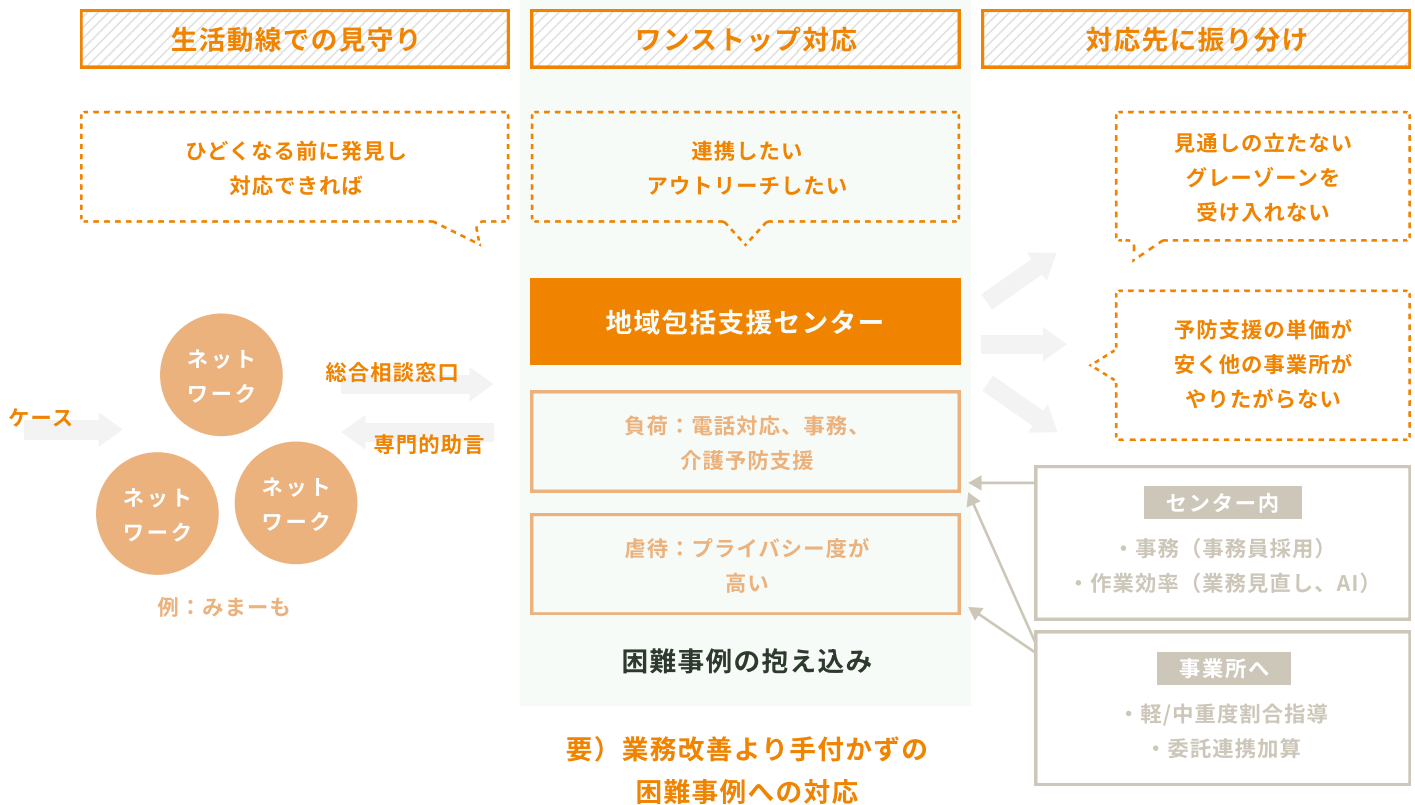 生活動線での見守り
ワンストップ対応
対応先に振り分け
ひどくなる前に発見し
対応できれば
連携したい
アウトリーチしたい
見通しの立たない
グレーゾーンを
受け入れない
地域包括支援センター
予防支援の単価が
安く他の事業所が
やりたがらない
ケース
ネット
ワーク
ネット
ワーク
ネット
ワーク
例：みまーも
総合相談窓口
専門的助言
負荷：電話対応、事務、
介護予防支援
虐待：プライバシー度が
高い
困難事例の抱え込み
センター内
・事務（事務員採用）
・作業効率（業務見直し、AI）
事業所へ
・軽/中重度割合指導
・委託連携加算
要）業務改善より手付かずの
困難事例への対応